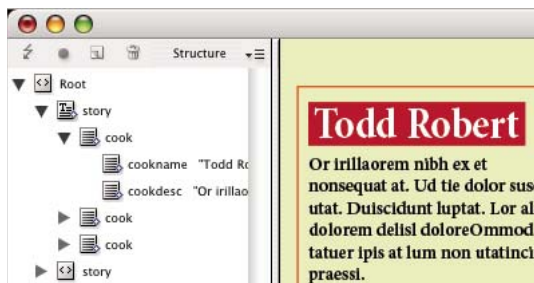 Structure
Root
story
cook
cookname "Todd Ro
cookdesc "Or irillao
cook
cook
story
Todd Robert
Or irillaorem nibh ex et
nonsequat at. Ud tie dolor susc
utat. Duiscidunt luptat. Lor al
dolorem delisl doloreOmmod
tatuer ipis at lum non utatinci
praessi.